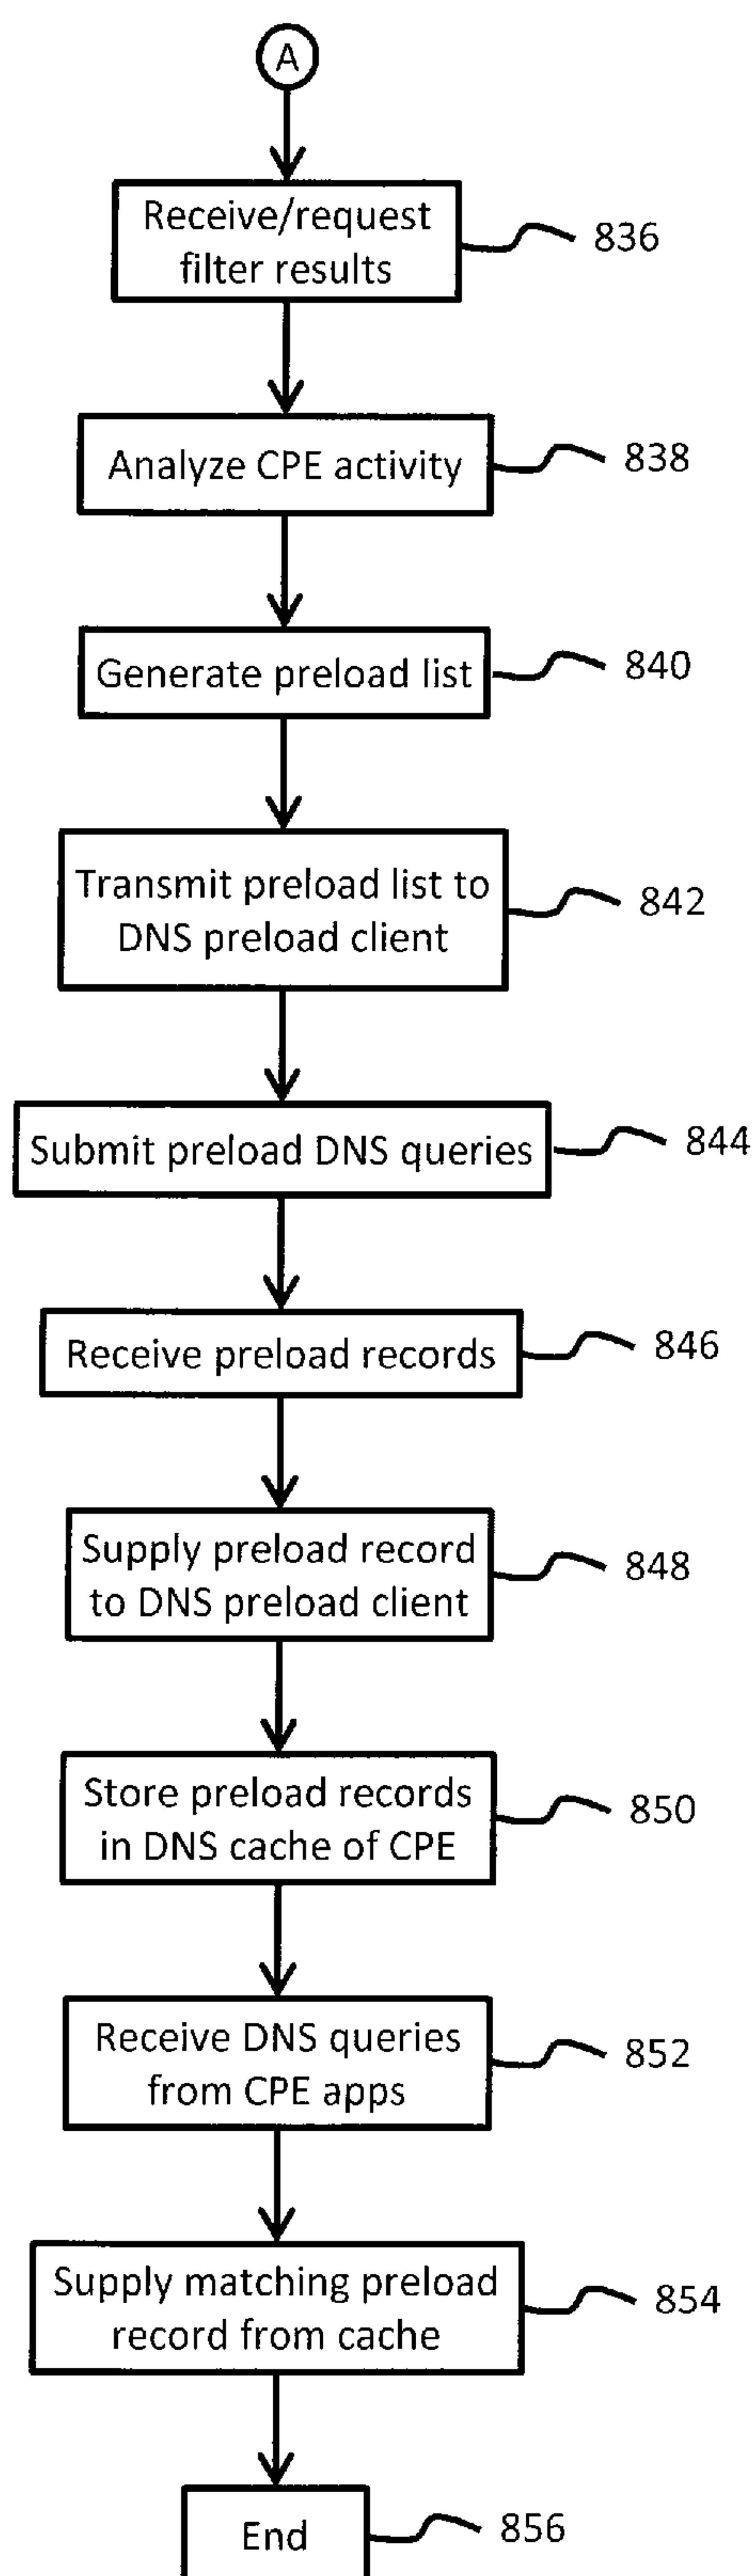 A
Receive/request
filter results
836
Analyze CPE activity
838
Generate preload list
840
Transmit preload list to
DNS preload client
842
Submit preload DNS queries
844
Receive preload records
846
Supply preload record
to DNS preload client
848
Store preload records
in DNS cache of CPE
850
Receive DNS queries
from CPE apps
852
Supply matching preload
record from cache
854
End
856